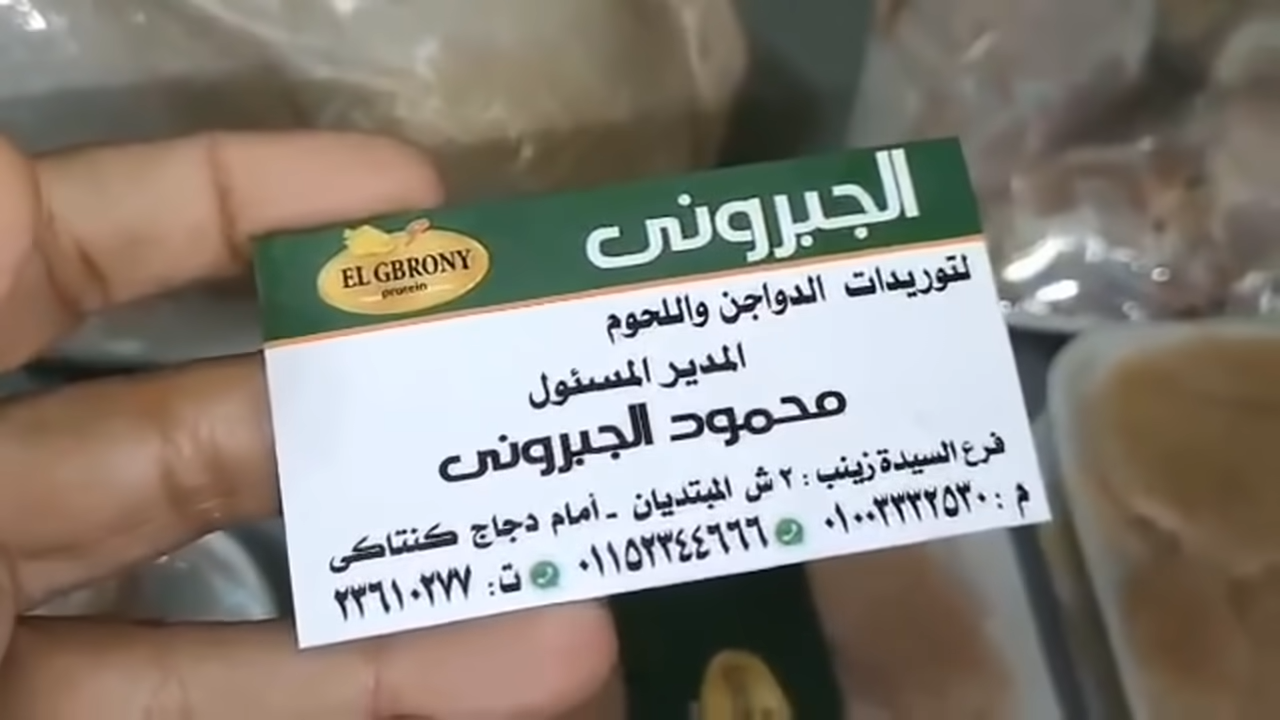 الجبرونى
EL GBRONY
protein
لتوريدات الدواجن واللحوم
المدير المسئول
محمود الجبرونى
فرع السيدة زينب : ٢ ش المبتديان - أمام دجاج كنتاكى
م : ٠١٠٠٣٣٣٢٥٣٠ ٠١١٥٢٣٤٤٦٦٦ ت: ٢٣٦١٠٢٧٧